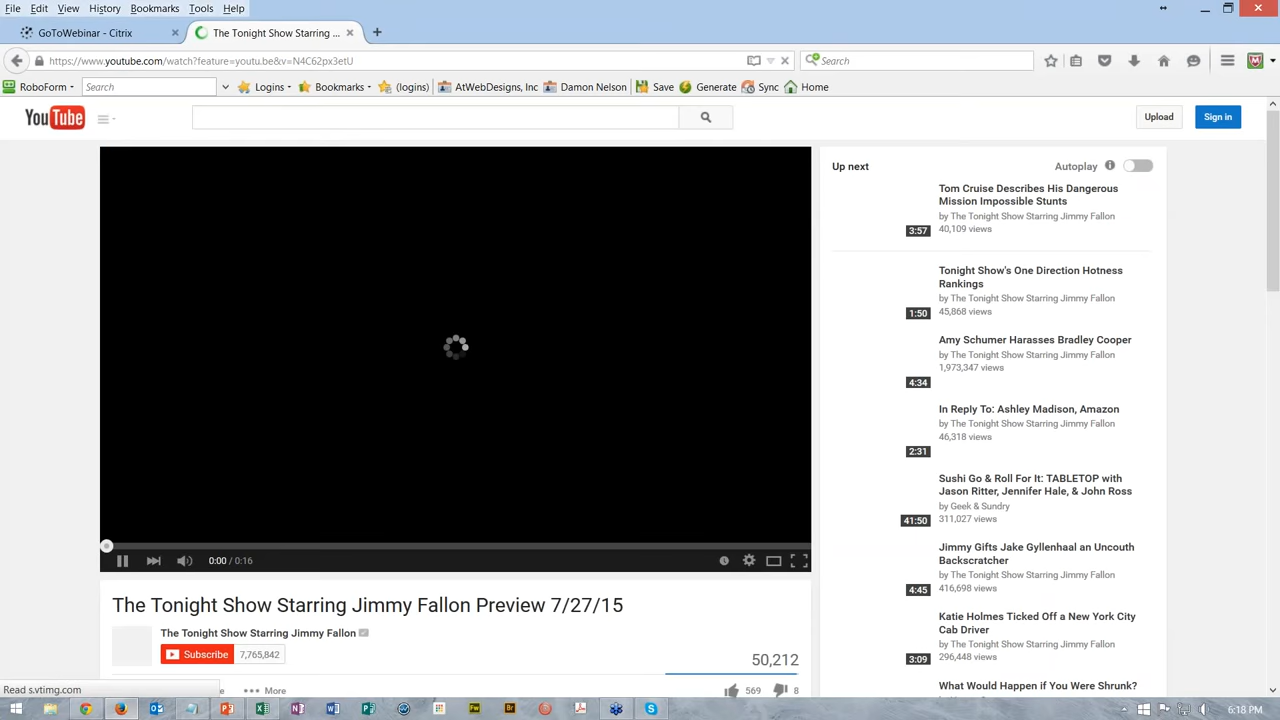 File Edit View History Bookmarks Tools Help
GoToWebinar - Citrix × The Tonight Show Starring ... × +
https://www.youtube.com/watch?feature=youtu.be&v=N4C62px3etU Search
RoboForm Search Logins Bookmarks (logins) AtWebDesigns, Inc Damon Nelson Save Generate Sync Home
YouTube Upload Sign in
Up next Autoplay
Tom Cruise Describes His Dangerous
Mission Impossible Stunts
by The Tonight Show Starring Jimmy Fallon
3:57 40,109 views
Tonight Show's One Direction Hotness
Rankings
by The Tonight Show Starring Jimmy Fallon
1:50 45,868 views
Amy Schumer Harasses Bradley Cooper
by The Tonight Show Starring Jimmy Fallon
1,973,347 views
4:34
In Reply To: Ashley Madison, Amazon
by The Tonight Show Starring Jimmy Fallon
46,318 views
2:31
Sushi Go & Roll For It: TABLETOP with
Jason Ritter, Jennifer Hale, & John Ross
by Geek & Sundry
41:50 311,027 views
Jimmy Gifts Jake Gyllenhaal an Uncouth
Backscratcher
by The Tonight Show Starring Jimmy Fallon
4:45 416,698 views
Katie Holmes Ticked Off a New York City
Cab Driver
by The Tonight Show Starring Jimmy Fallon
3:09 296,448 views
What Would Happen if You Were Shrunk?
0:00 / 0:16
The Tonight Show Starring Jimmy Fallon Preview 7/27/15
The Tonight Show Starring Jimmy Fallon
Subscribe 7,765,842
50,212
More 569 8
Read s.vtimg.com
6:18 PM